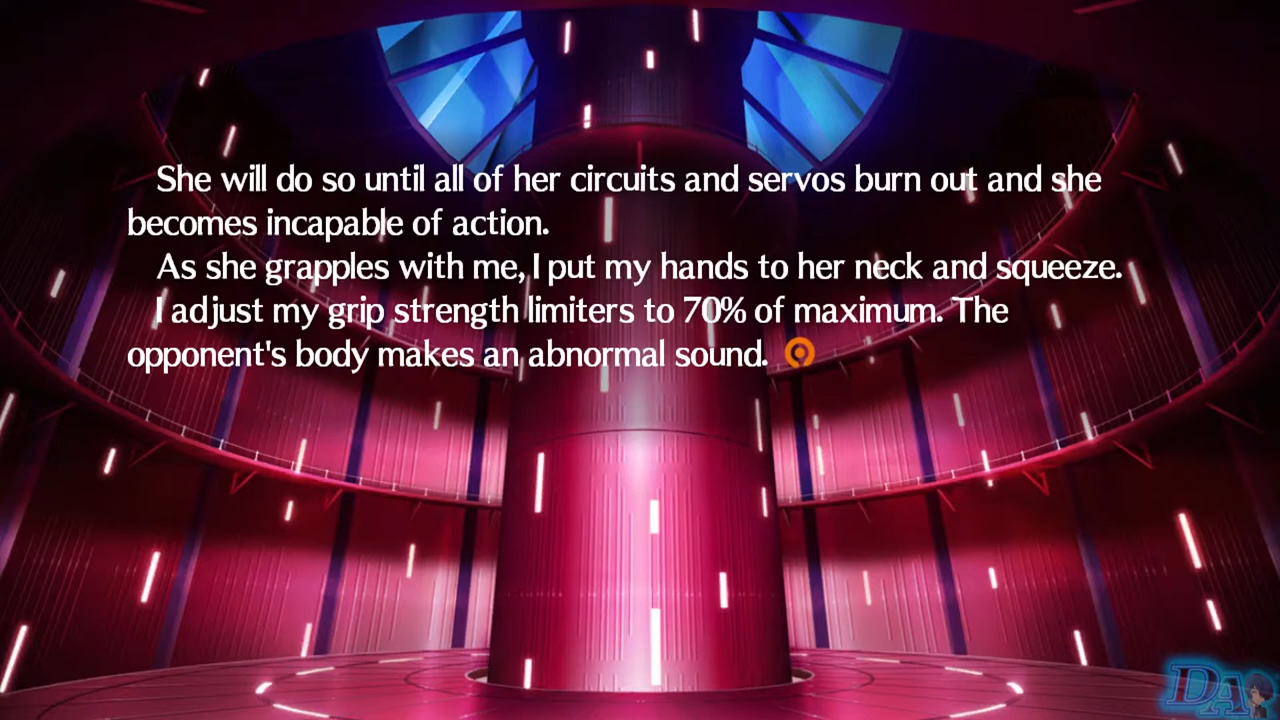 She will do so until all of her circuits and servos burn out and she
becomes incapable of action.
As she grapples with me, I put my hands to her neck and squeeze.
I adjust my grip strength limiters to 70% of maximum. The
opponent's body makes an abnormal sound.
DA